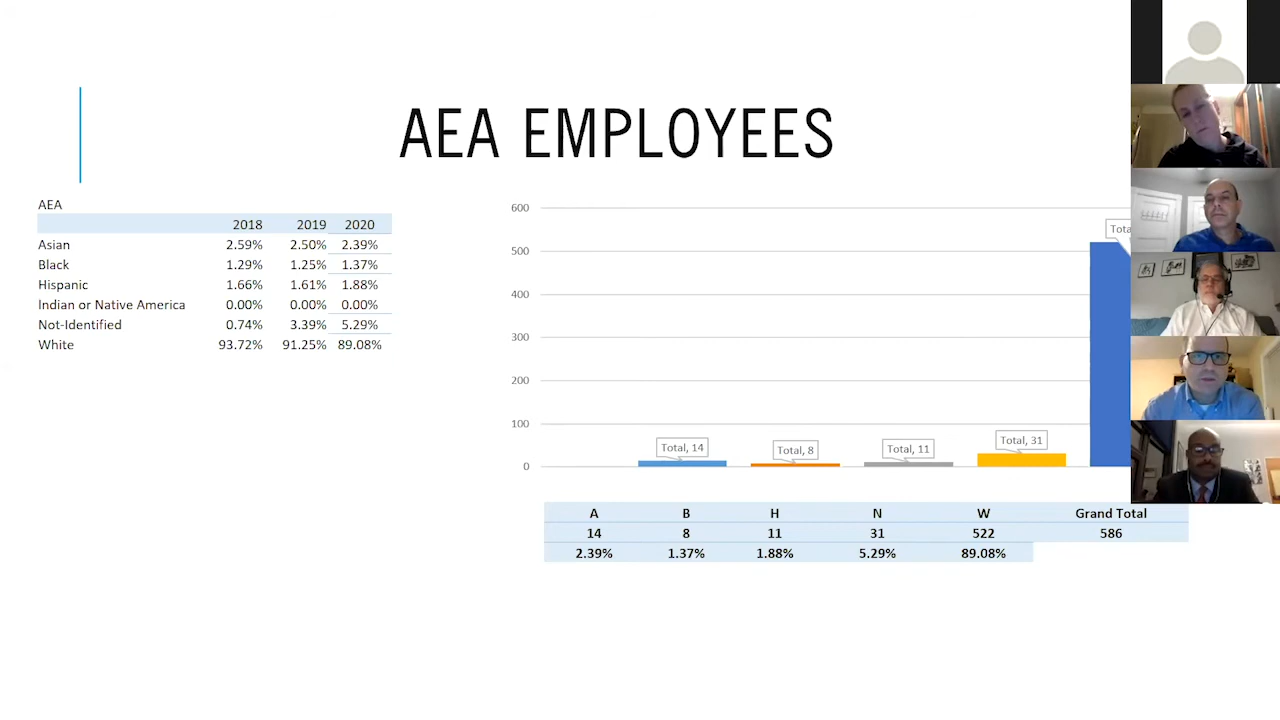 AEA EMPLOYEES
AEA
2018 2019 2020
Asian 2.59% 2.50% 2.39%
Black 1.29% 1.25% 1.37%
Hispanic 1.66% 1.61% 1.88%
Indian or Native America 0.00% 0.00% 0.00%
Not-Identified 0.74% 3.39% 5.29%
White 93.72% 91.25% 89.08%
600
500
400
300
200
100
0
Total, 14
Total, 8
Total, 11
Total, 31
Tota
A B H N W Grand Total
14 8 11 31 522 586
2.39% 1.37% 1.88% 5.29% 89.08%